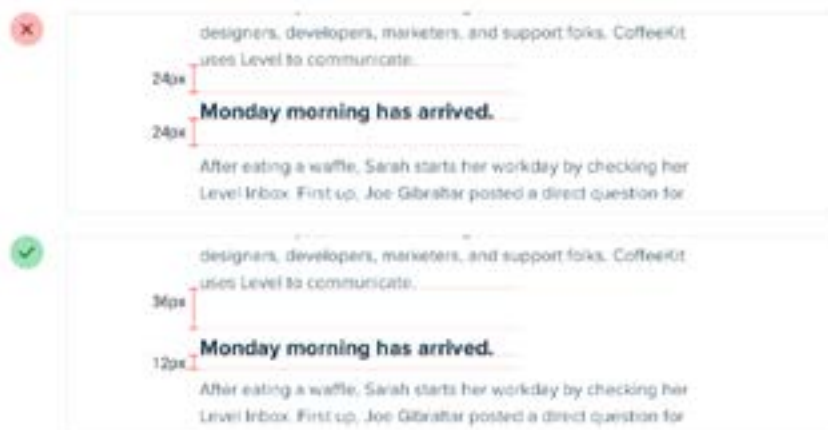 designers, developers, marketers, and support folks. CoffeeKit
uses Level to communicate.
24px
Monday morning has arrived.
24px
After eating a waffle, Sarah starts her workday by checking her
Level Inbox. First up, Joe Gibraltar posted a direct question for
designers, developers, marketers, and support folks. CoffeeKit
uses Level to communicate.
36px
Monday morning has arrived.
12px
After eating a waffle, Sarah starts her workday by checking her
Level Inbox. First up, Joe Gibraltar posted a direct question for